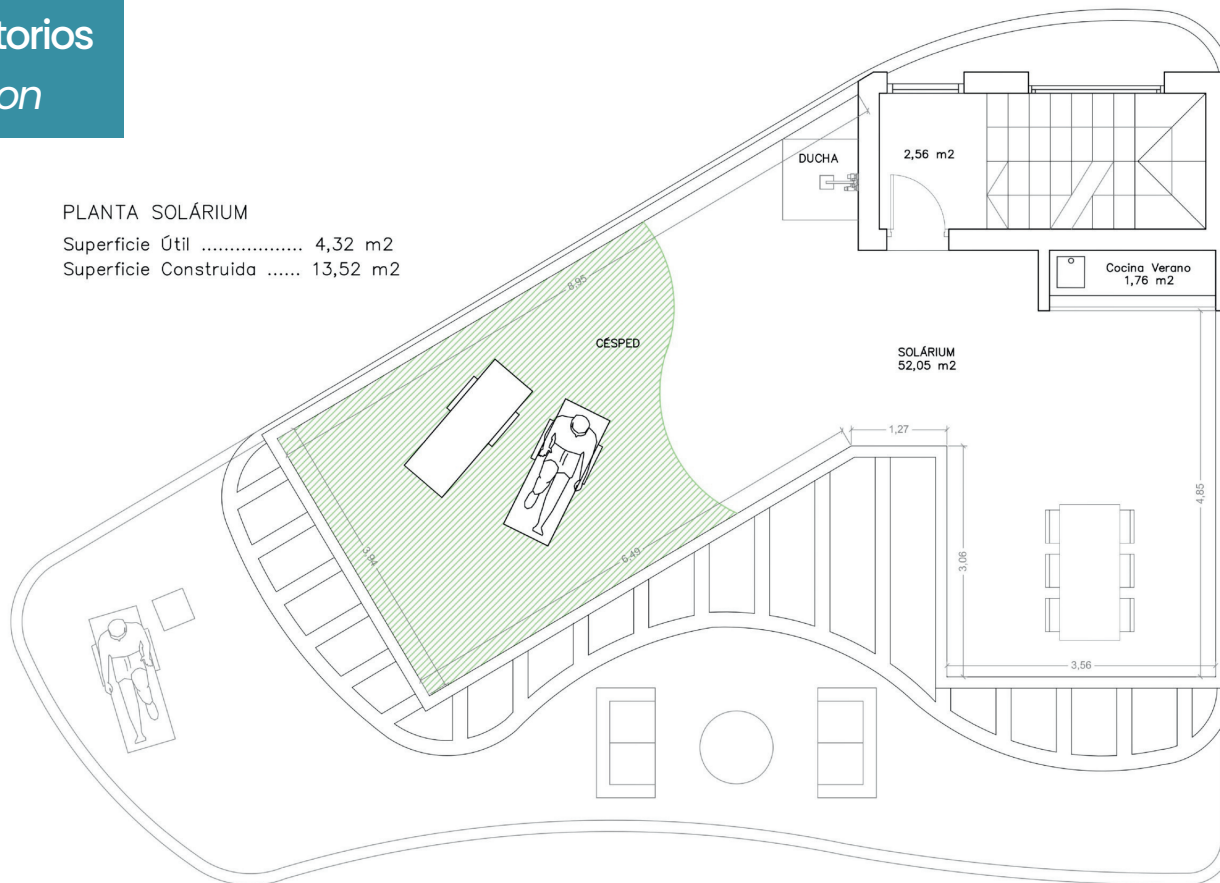 torios
on
PLANTA SOLÁRIUM
Superficie Útil .................. 4,32 m2
Superficie Construida ...... 13,52 m2
DUCHA
2,56 m2
Cocina Verano
1,76 m2
8,95
CÉSPED
SOLÁRIUM
52,05 m2
1,27
4,85
3,94
6,49
3,06
3,56